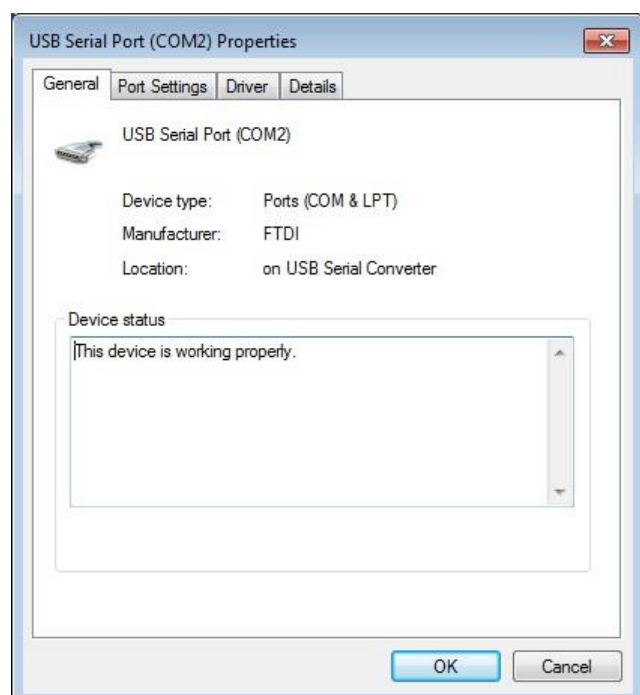 USB Serial Port (COM2) Properties
General Port Settings Driver Details
USB Serial Port (COM2)
Device type: Ports (COM & LPT)
Manufacturer: FTDI
Location: on USB Serial Converter
Device status
This device is working properly.
OK Cancel